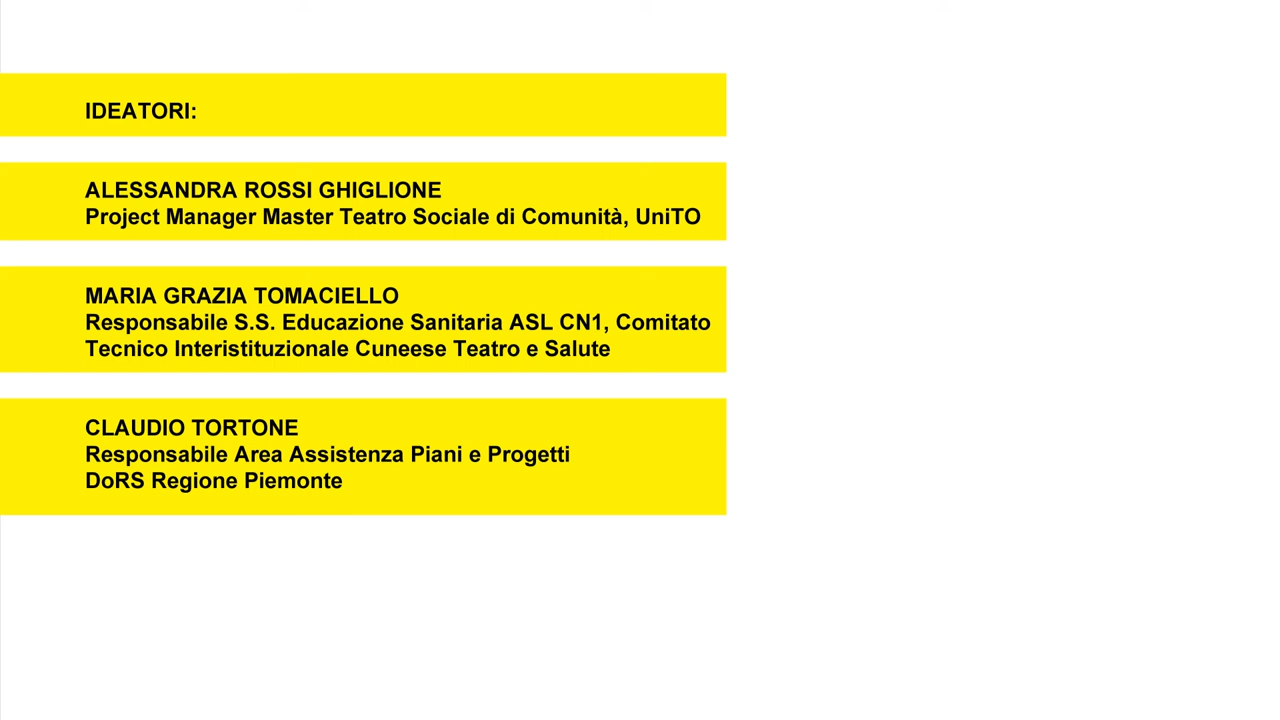 IDEATORI:
ALESSANDRA ROSSI GHIGLIONE
Project Manager Master Teatro Sociale di Comunità, UniTO
MARIA GRAZIA TOMACIELLO
Responsabile S.S. Educazione Sanitaria ASL CN1, Comitato
Tecnico Interistituzionale Cuneese Teatro e Salute
CLAUDIO TORTONE
Responsabile Area Assistenza Piani e Progetti
DoRS Regione Piemonte